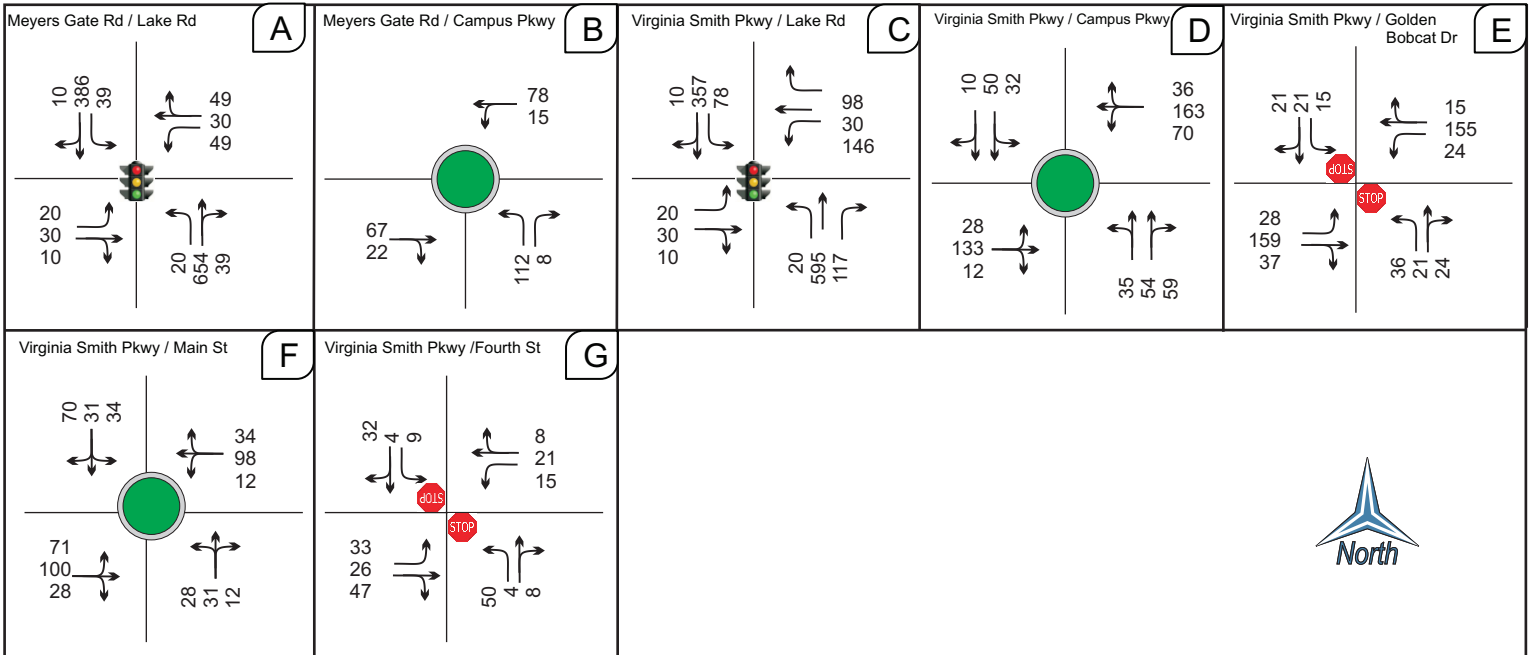 Meyers Gate Rd / Lake Rd
A
10 386 39
49
30
49
20
30
10
20 654 39
Meyers Gate Rd / Campus Pkwy
B
78
15
67
22
112 8
Virginia Smith Pkwy / Lake Rd
C
10 357 78
98
30
146
20
30
10
20 595 117
Virginia Smith Pkwy / Campus Pkwy
D
10 50 32
36
163
70
28
133
12
35 54 59
Virginia Smith Pkwy / Golden
Bobcat Dr
E
21 21 15
15
155
24
STOP
STOP
28
159
37
36 21 24
Virginia Smith Pkwy / Main St
F
70 31 34
34
98
12
71
100
28
28 31 12
Virginia Smith Pkwy /Fourth St
G
32 4 9
8
21
15
STOP
STOP
33
26
47
50 4 8
North